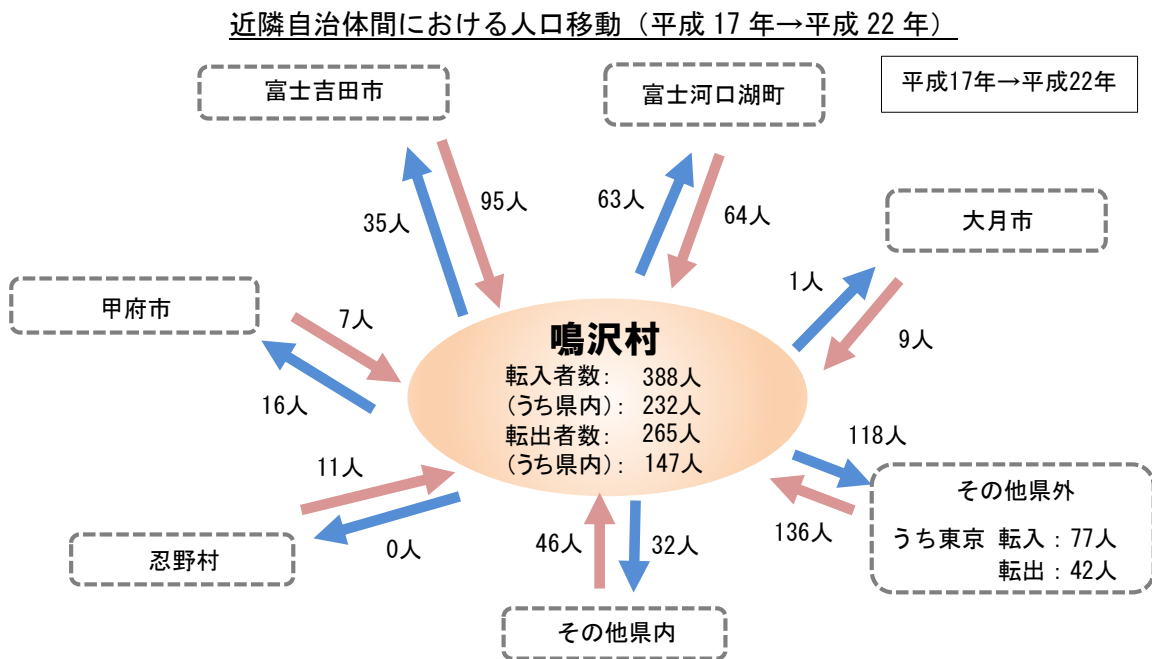 近隣自治体間における人口移動（平成 17 年→平成 22 年）
平成17年→平成22年
富士吉田市
富士河口湖町
大月市
甲府市
忍野村
その他県内
35人
95人
63人
64人
1人
9人
7人
16人
11人
0人
46人
32人
118人
136人
鳴沢村
転入者数： 388人
(うち県内)： 232人
転出者数： 265人
(うち県内)： 147人
その他県外
うち東京 転入：77人
転出：42人